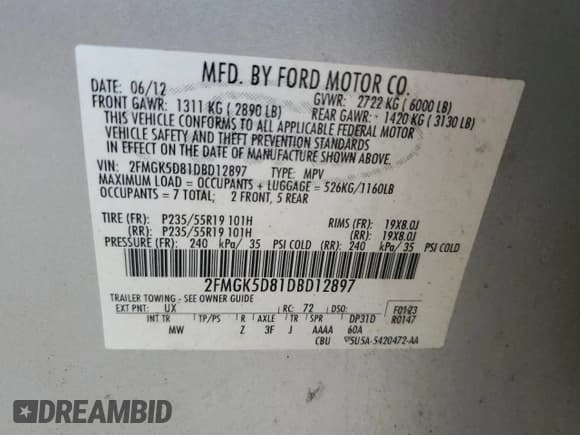 MFD. BY FORD MOTOR CO.
DATE: 06/12 GVWR: 2722 KG ( 6000 LB)
FRONT GAWR: 1311 KG ( 2890 LB) REAR GAWR: 1420 KG ( 3130 LB)
THIS VEHICLE CONFORMS TO ALL APPLICABLE FEDERAL MOTOR
VEHICLE SAFETY AND THEFT PREVENTION STANDARDS
IN EFFECT ON THE DATE OF MANUFACTURE SHOWN ABOVE.
VIN: 2FMGK5D81DBD12897 TYPE: MPV
MAXIMUM LOAD = OCCUPANTS + LUGGAGE = 526KG/1160LB
OCCUPANTS = 7 TOTAL; 2 FRONT, 5 REAR
TIRE (FR): P235/55R19 101H RIMS (FR): 19X8.0J
(RR): P235/55R19 101H (RR): 19X8.0J
PRESSURE (FR): 240 kPa/ 35 PSI COLD (RR): 240 kPa/ 35 PSI COLD
2FMGK5D81DBD12897
TRAILER TOWING - SEE OWNER GUIDE
EXT PNT: UX RC: 72 DSO: F0123
INT TR TP/PS R AXLE TR SPR DP31D R0147
MW Z 3F J AAAA 60A
CBU 5U5A-5420472-AA
DREAMBID